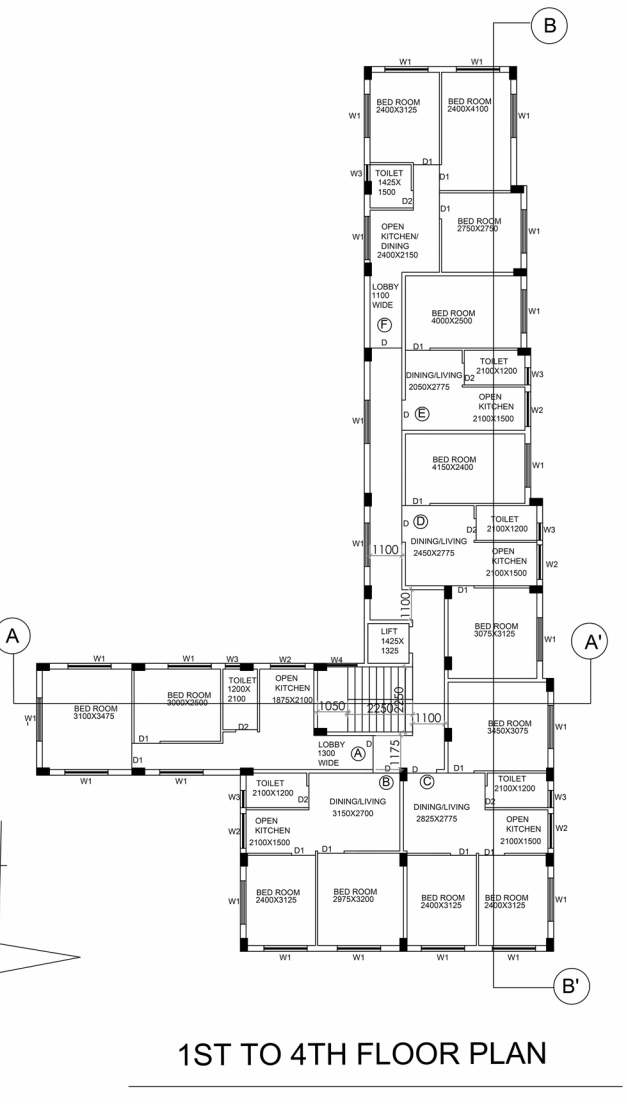 B
W1
W1
BED ROOM
2400X3125
BED ROOM
2400X4100
W1
W1
D1
W3
TOILET
1425X
1500
D1
D2
D1
BED ROOM
2750X2750
W1
W1
OPEN
KITCHEN/
DINING
2400X2150
LOBBY
1100
WIDE
F
D
BED ROOM
4000X2500
W1
D1
TOILET
2100X1200
DINING/LIVING
2050X2775
D2
W3
OPEN
KITCHEN
2100X1500
W2
D
E
W1
BED ROOM
4150X2400
W1
D1
D
D
TOILET
2100X1200
D2
W3
DINING/LIVING
2450X2775
W1
1100
OPEN
KITCHEN
2100X1500
W2
D1
1100
BED ROOM
3075X3125
W1
LIFT
1425X
1325
A
A'
W1
W1
W3
W2
W4
TOILET
1200X
2100
OPEN
KITCHEN
1875X2100
BED ROOM
3100X3475
BED ROOM
3000X2500
W1
D2
D1
D1
1050
2250
2250
1100
1175
BED ROOM
3450X3075
W1
LOBBY
1300
WIDE
D
A
D
D
D1
W1
W1
B
C
TOILET
2100X1200
D2
W3
DINING/LIVING
3150X2700
DINING/LIVING
2825X2775
TOILET
2100X1200
D2
W3
W2
OPEN
KITCHEN
2100X1500
OPEN
KITCHEN
2100X1500
W2
D1
D1
D1
D1
BED ROOM
2400X3125
BED ROOM
2975X3200
BED ROOM
2400X3125
BED ROOM
2400X3125
W1
W1
W1
W1
W1
W1
B'
1ST TO 4TH FLOOR PLAN